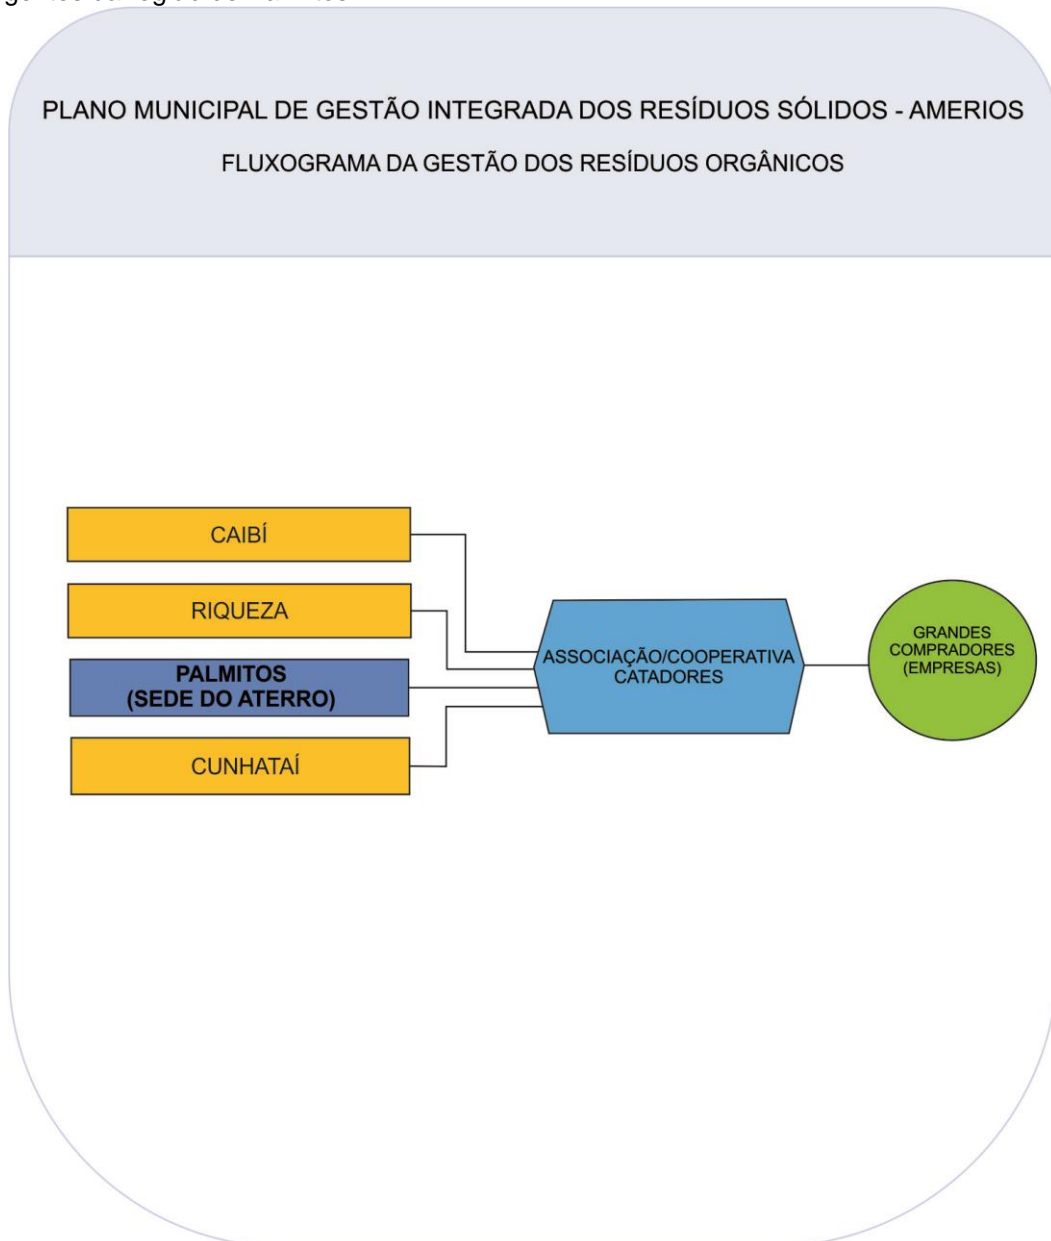 PLANO MUNICIPAL DE GESTÃO INTEGRADA DOS RESÍDUOS SÓLIDOS - AMERIOS
FLUXOGRAMA DA GESTÃO DOS RESÍDUOS ORGÂNICOS
CAIBÍ
RIQUEZA
PALMITOS
(SEDE DO ATERRO)
CUNHATAÍ
ASSOCIAÇÃO/COOPERATIVA
CATADORES
GRANDES
COMPRADORES
(EMPRESAS)